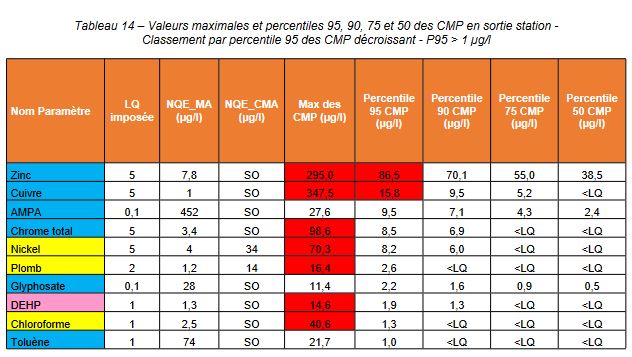 Tableau 14 – Valeurs maximales et percentiles 95, 90, 75 et 50 des CMP en sortie station -
Classement par percentile 95 des CMP décroissant - P95 > 1 µg/l
Nom Paramètre LQ imposée NQE_MA (µg/l) NQE_CMA (µg/l) Max des CMP (µg/l) Percentile 95 CMP (µg/l) Percentile 90 CMP (µg/l) Percentile 75 CMP (µg/l) Percentile 50 CMP (µg/l)
Zinc 5 7,8 SO 295,0 86,5 70,1 55,0 38,5
Cuivre 5 1 SO 347,5 15,8 9,5 5,2 <LQ
AMPA 0,1 452 SO 27,6 9,5 7,1 4,3 2,4
Chrome total 5 3,4 SO 98,6 8,5 6,9 <LQ <LQ
Nickel 5 4 34 70,3 8,2 6,0 <LQ <LQ
Plomb 2 1,2 14 16,4 2,6 <LQ <LQ <LQ
Glyphosate 0,1 28 SO 11,4 2,2 1,6 0,9 0,5
DEHP 1 1,3 SO 14,6 1,9 1,3 <LQ <LQ
Chloroforme 1 2,5 SO 40,6 1,3 <LQ <LQ <LQ
Toluène 1 74 SO 21,7 1,0 <LQ <LQ <LQ